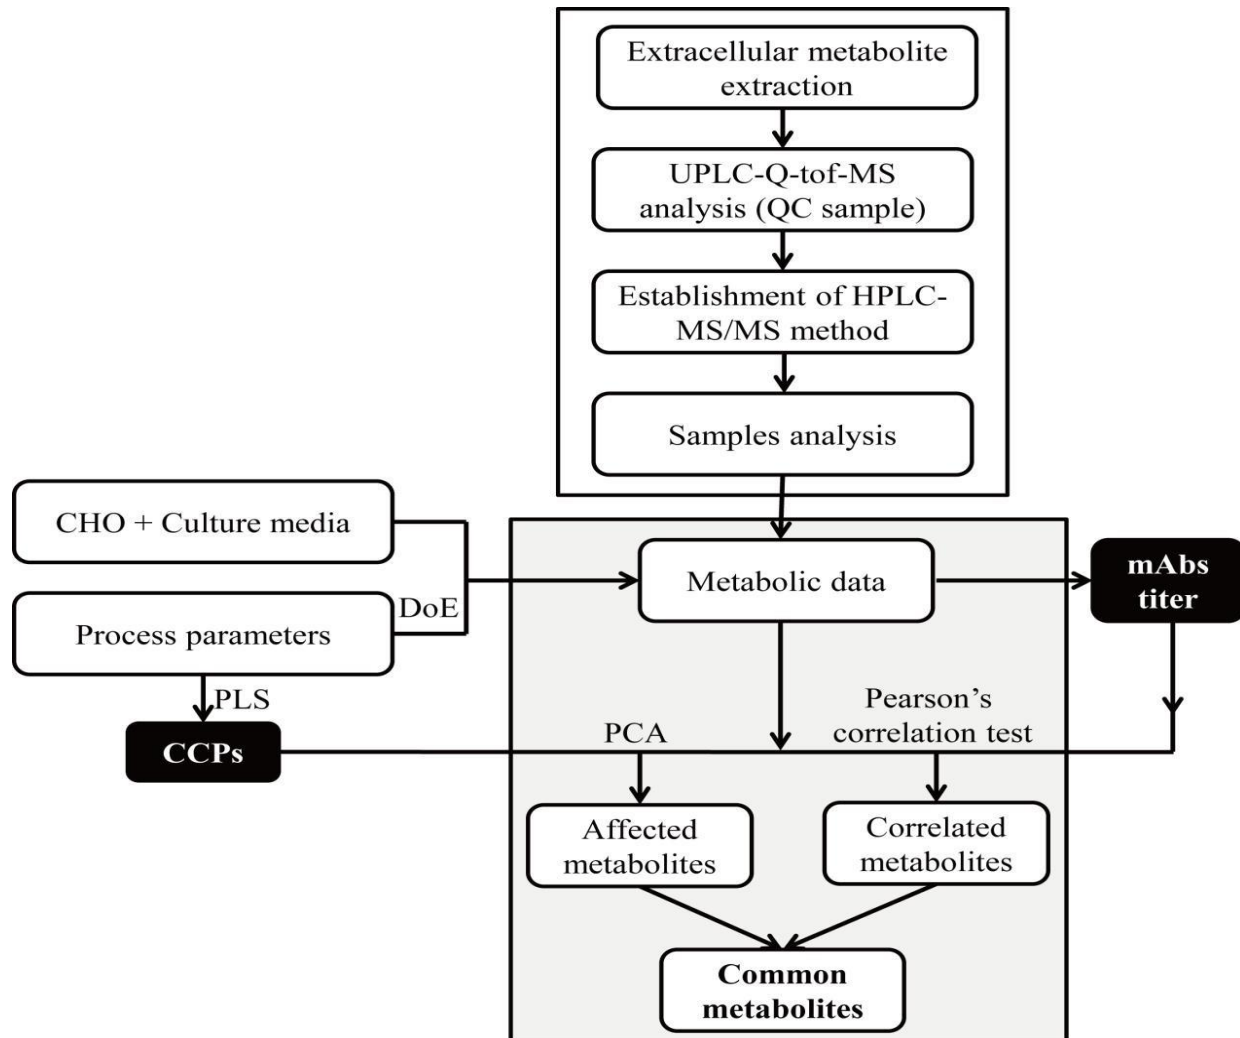 Extracellular metabolite
extraction
UPLC-Q-tof-MS
analysis (QC sample)
Establishment of HPLC-
MS/MS method
Samples analysis
CHO + Culture media
Process parameters
DoE
Metabolic data
mAbs
titer
PLS
CCPs
PCA
Pearson’s
correlation test
Affected
metabolites
Correlated
metabolites
Common
metabolites